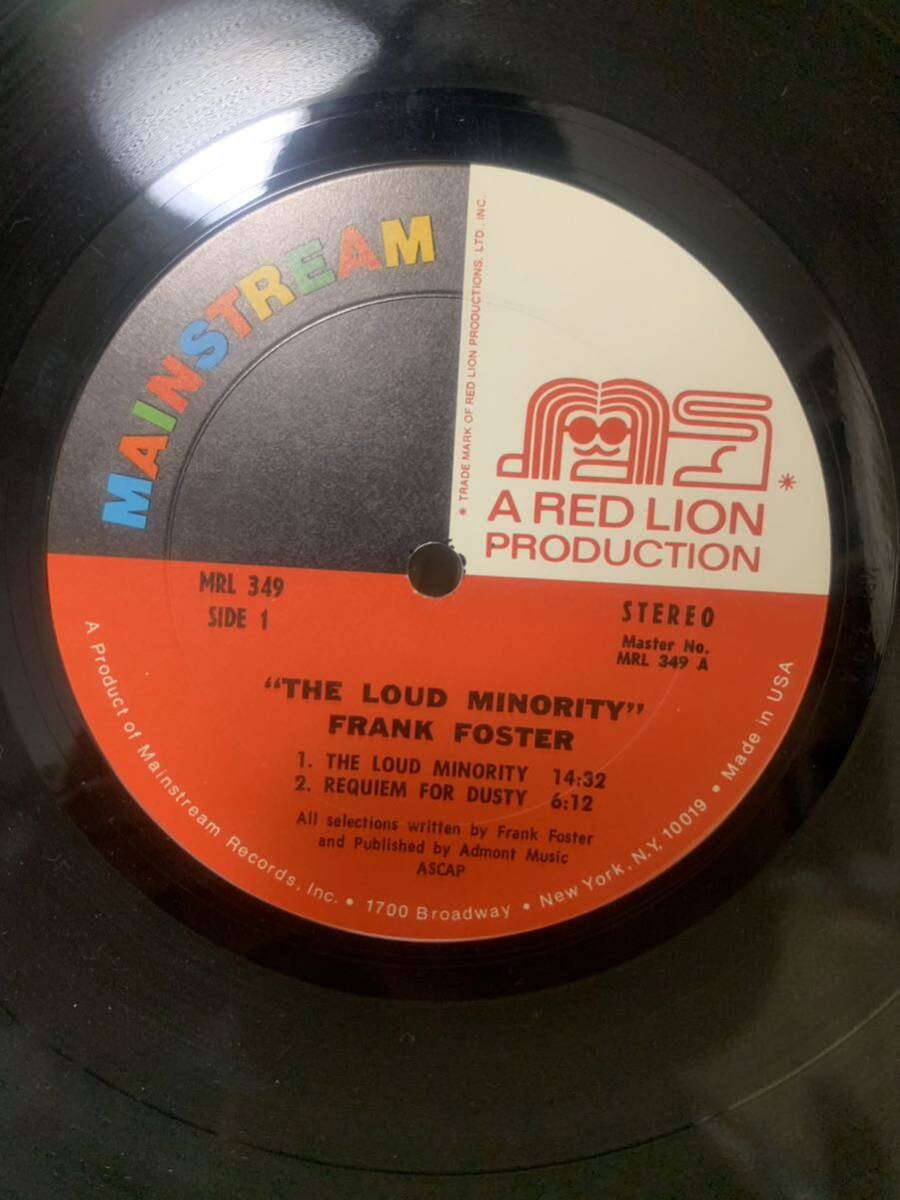 MAINSTREAM
* TRADE MARK OF RED LION PRODUCTIONS, LTD., INC.
*
A RED LION
PRODUCTION
MRL 349
SIDE 1
STEREO
Master No.
MRL 349 A
"THE LOUD MINORITY"
FRANK FOSTER
1. THE LOUD MINORITY 14:32
2. REQUIEM FOR DUSTY 6:12
All selections written by Frank Foster
and Published by Admont Music
ASCAP
A Product of Mainstream Records, Inc. • 1700 Broadway • New York, N.Y. 10019 • Made in USA